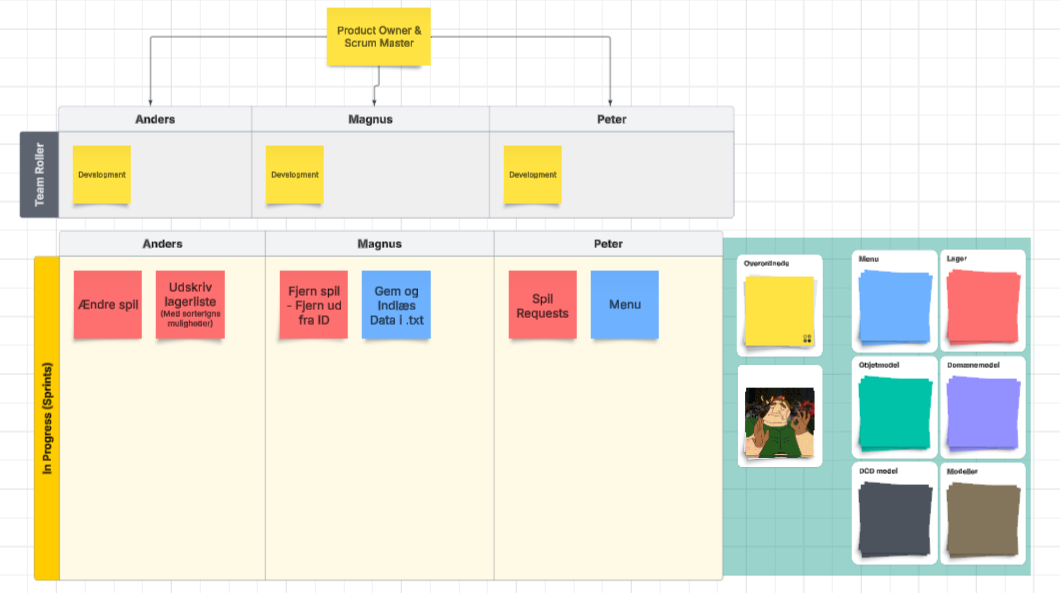 Product Owner &
Scrum Master
Anders
Magnus
Peter
Team Roller
Development
Development
Development
Anders
Magnus
Peter
In Progress (Sprints)
Ændre spil
Udskriv
lagerliste
(Med sorterigns
muligheder)
Fjern spil
- Fjern ud
fra ID
Gem og
Indlæs
Data i .txt
Spil
Requests
Menu
Overordnede
Menu
Lager
Objetmodel
Domænemodel
DCD model
Modeller